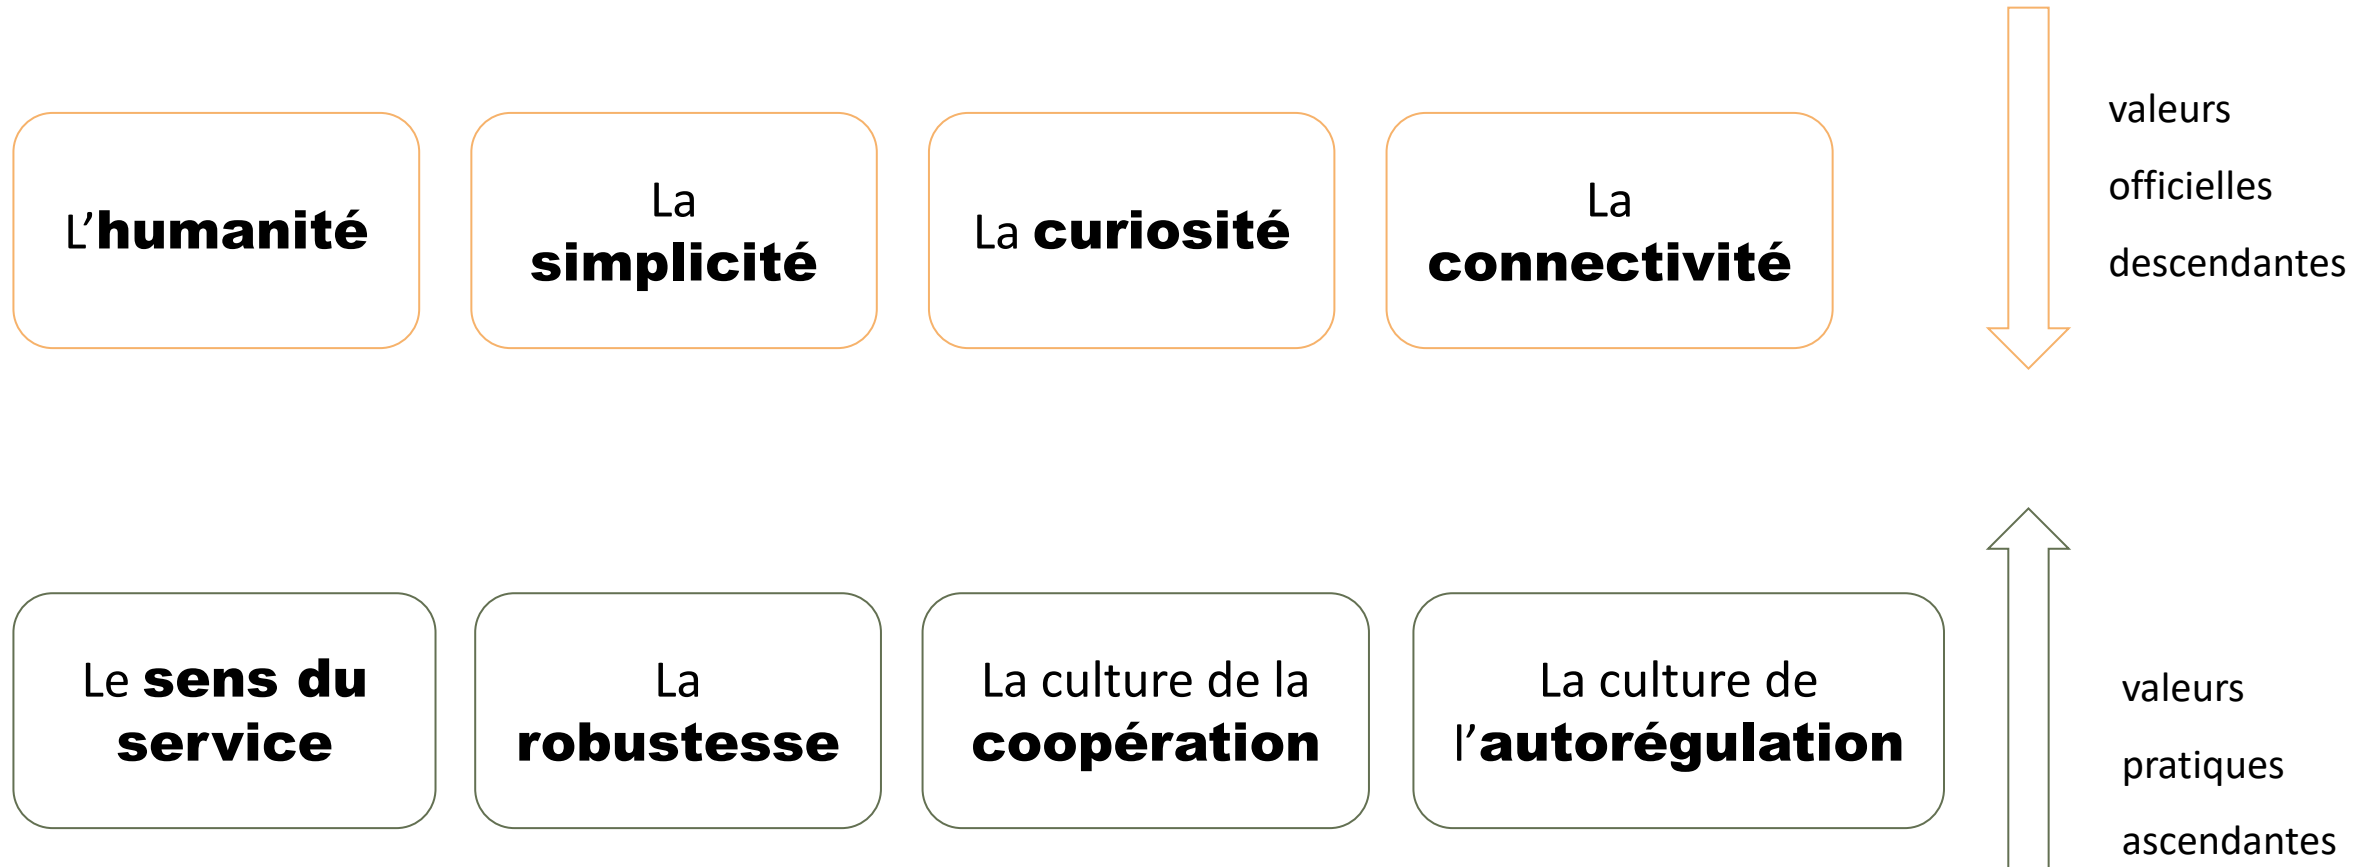 L’humanité
La
simplicité
La curiosité
La
connectivité
valeurs
officielles
descendantes
Le sens du
service
La
robustesse
La culture de la
coopération
La culture de
l’autorégulation
valeurs
pratiques
ascendantes